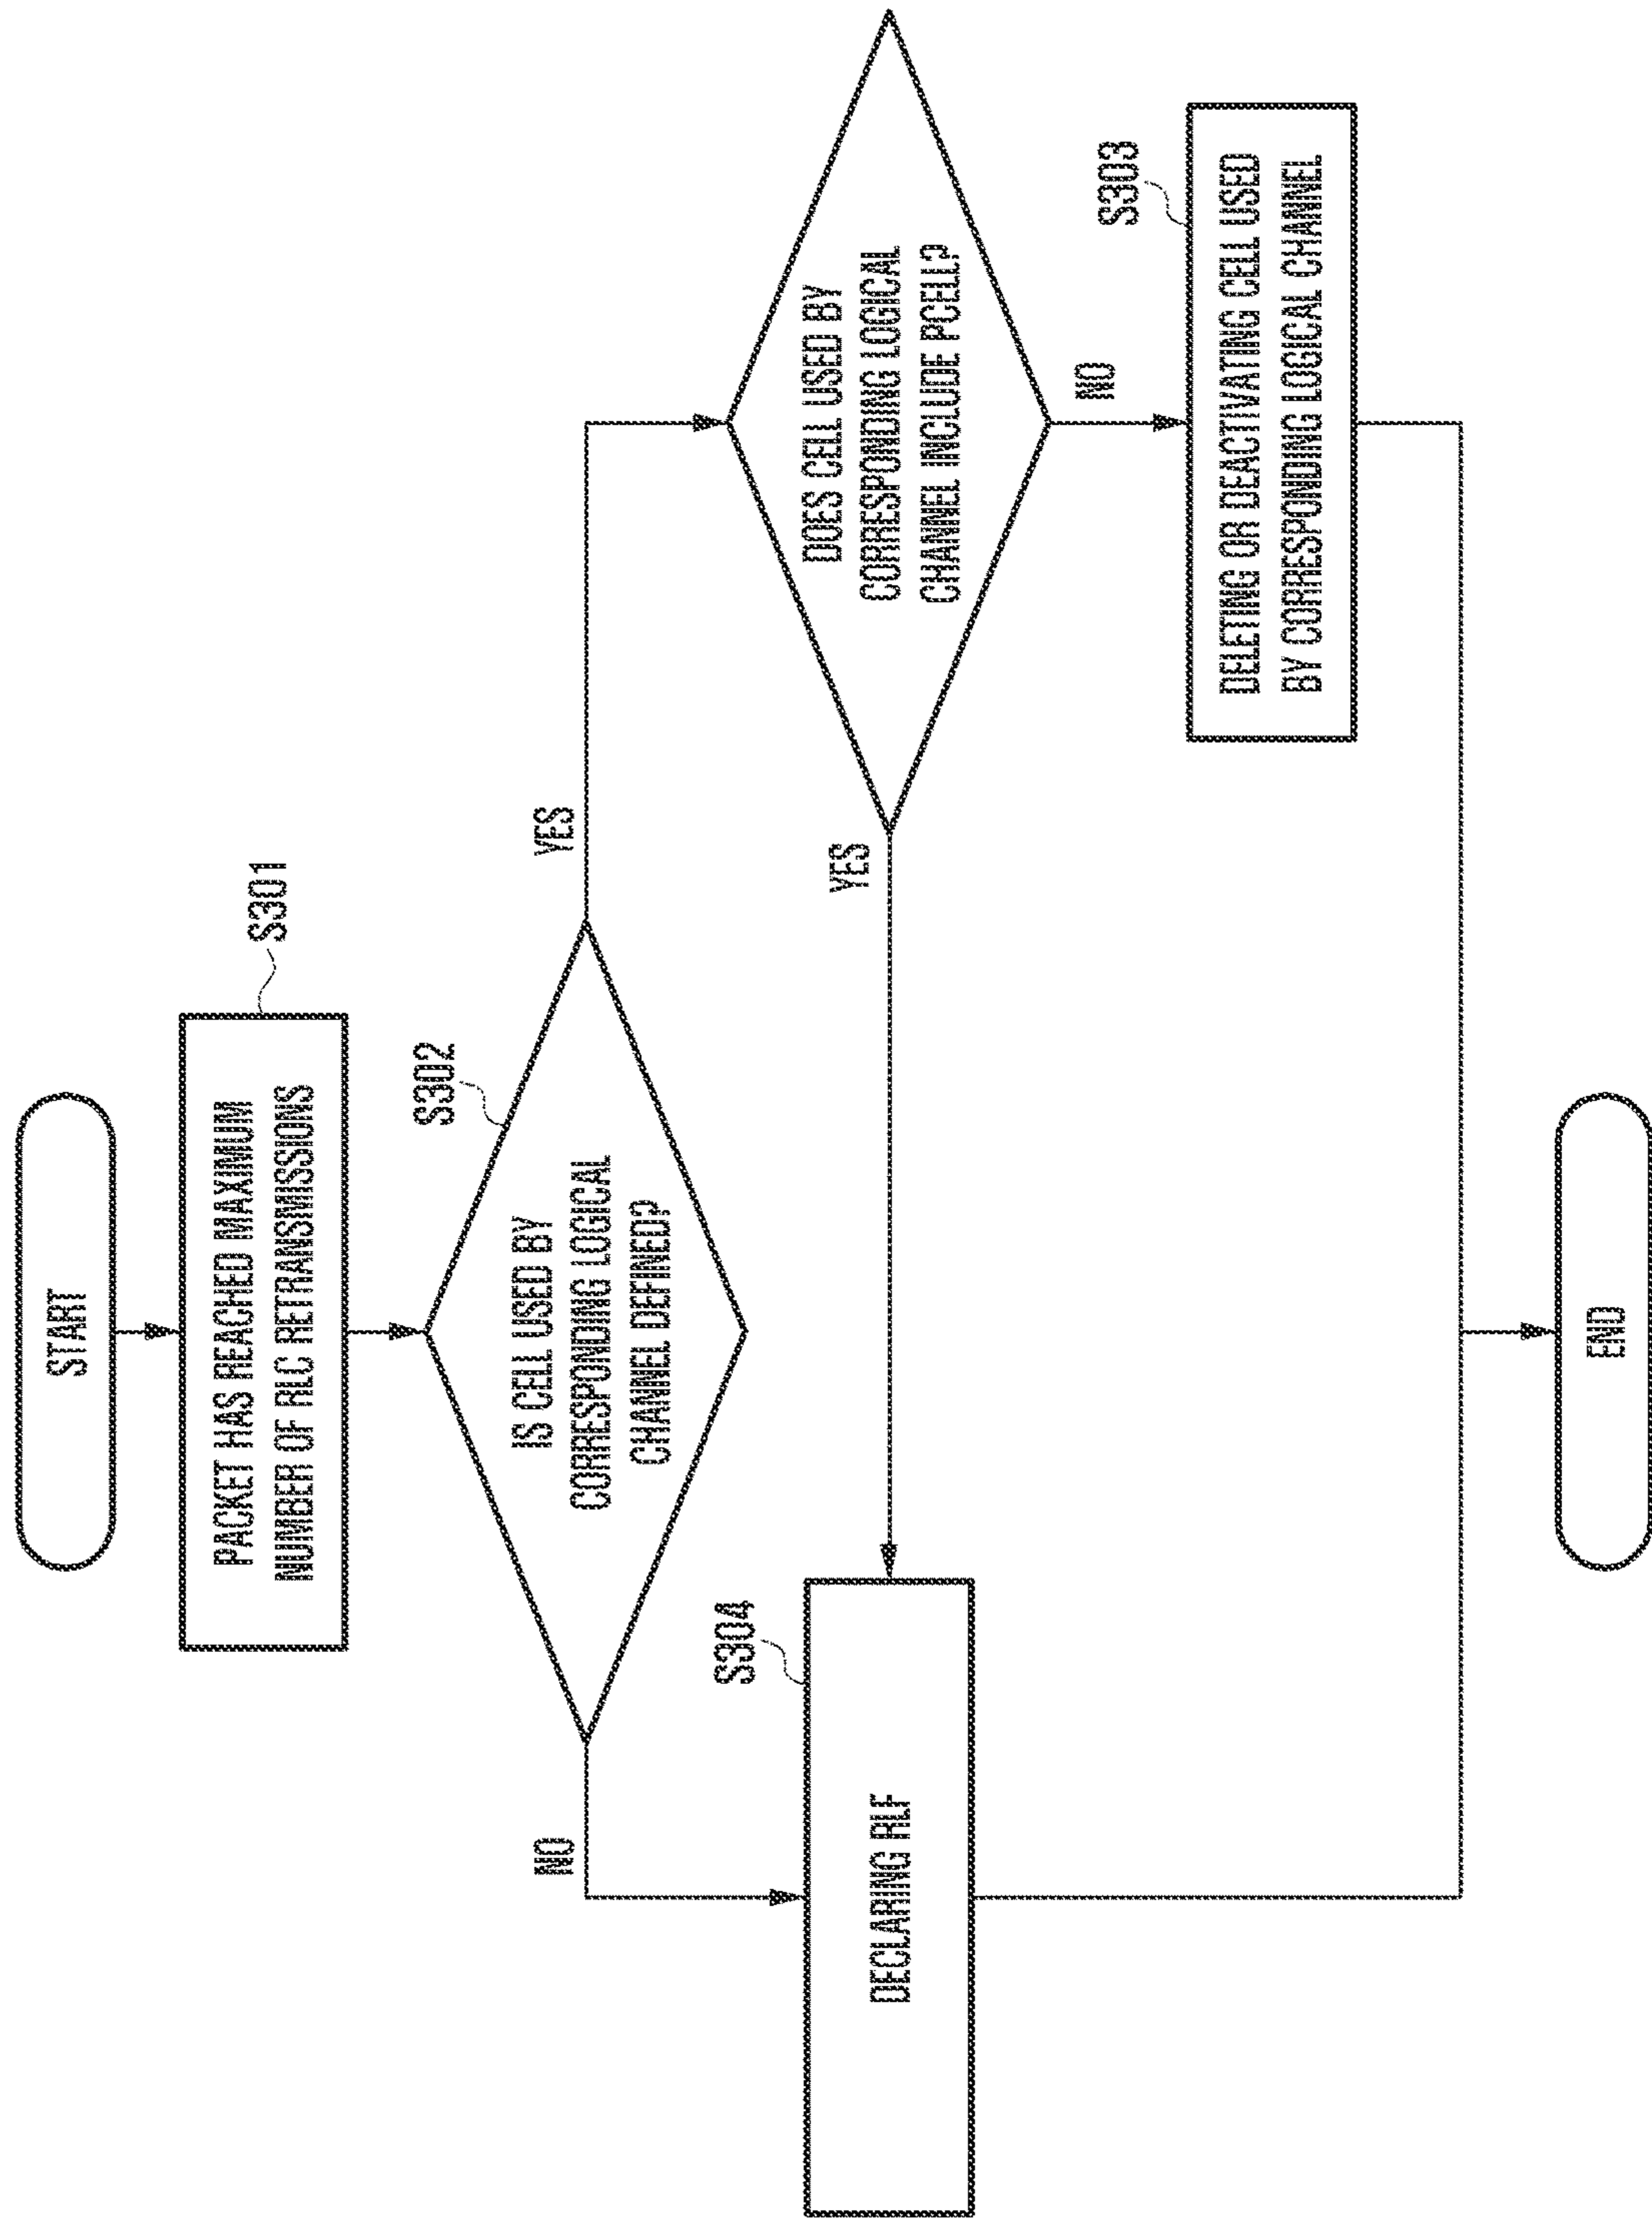 START
PACKET HAS REACHED MAXIMUM
NUMBER OF RLC RETRANSMISSIONS
S301
IS CELL USED BY
CORRESPONDING LOGICAL
CHANNEL DEFINED?
S302
NO
YES
DOES CELL USED BY
CORRESPONDING LOGICAL
CHANNEL INCLUDE PCELL?
YES
NO
DECLARING RLF
S304
DELETING OR DEACTIVATING CELL USED
BY CORRESPONDING LOGICAL CHANNEL
S303
END